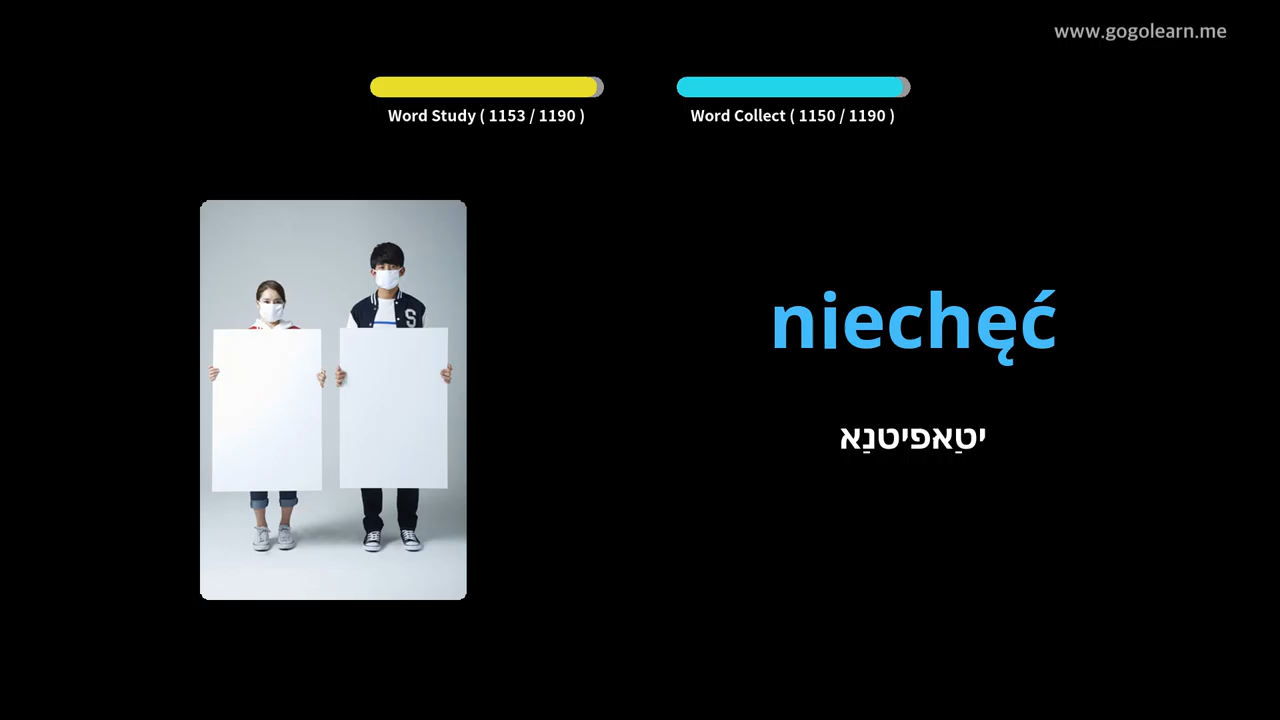 www.gogolearn.me
Word Study ( 1153 / 1190 )
Word Collect ( 1150 / 1190 )
S
niechęć
יטַאפיטנַא